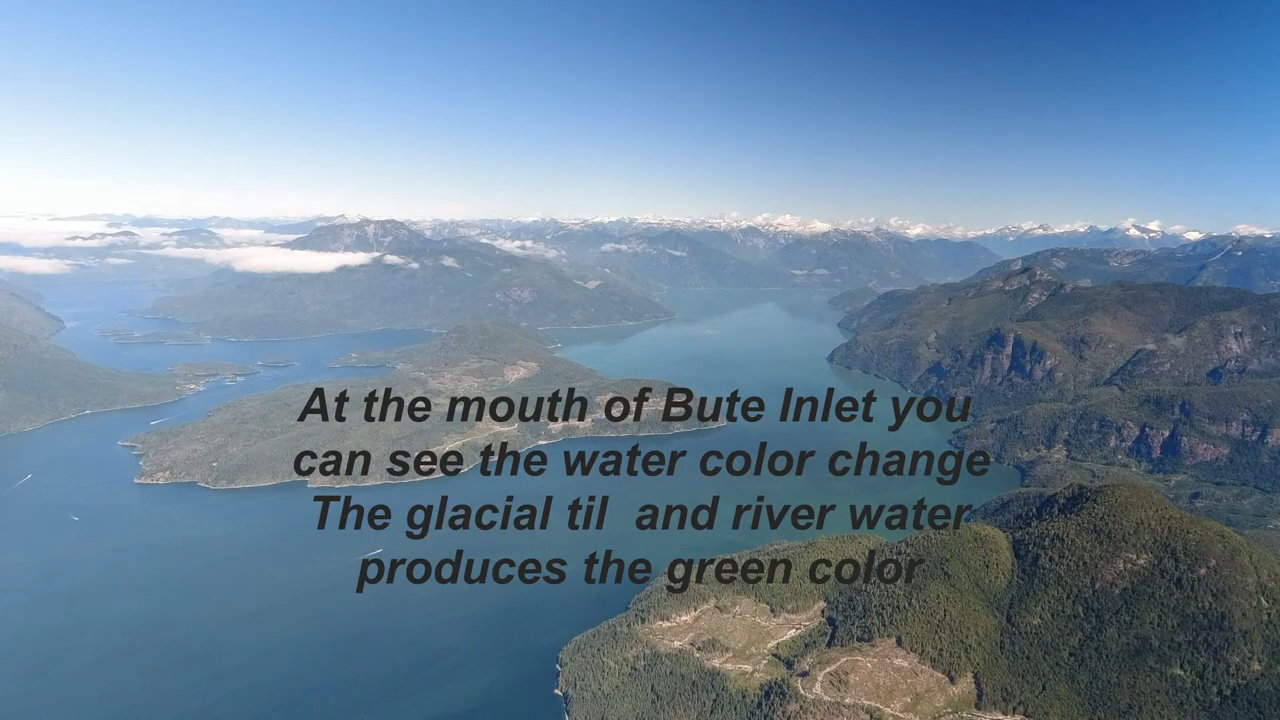 At the mouth of Bute Inlet you
can see the water color change
The glacial til  and river water
produces the green color